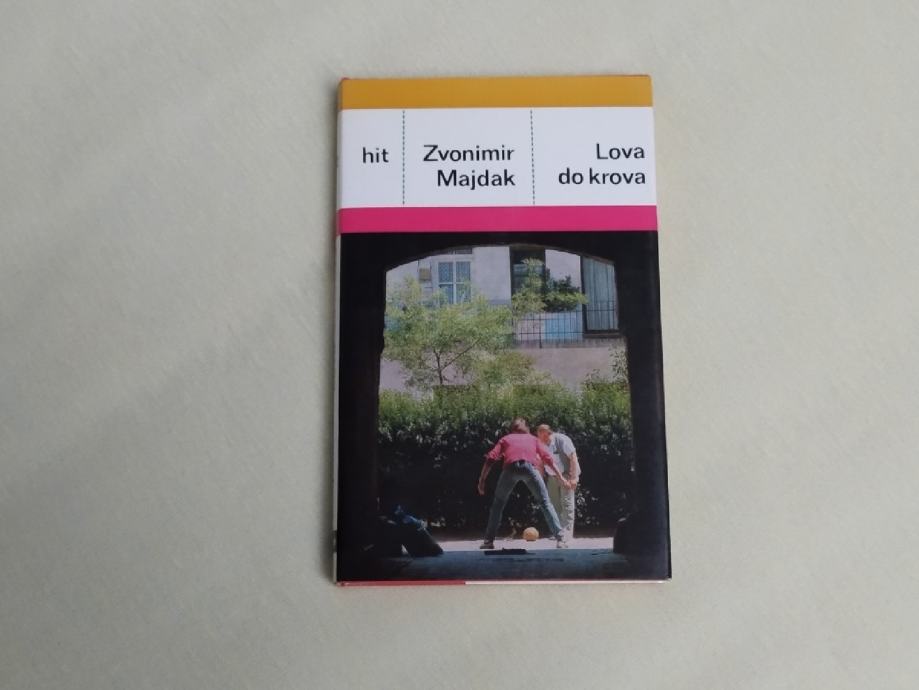 hit
Zvonimir
Majdak
Lova
do krova